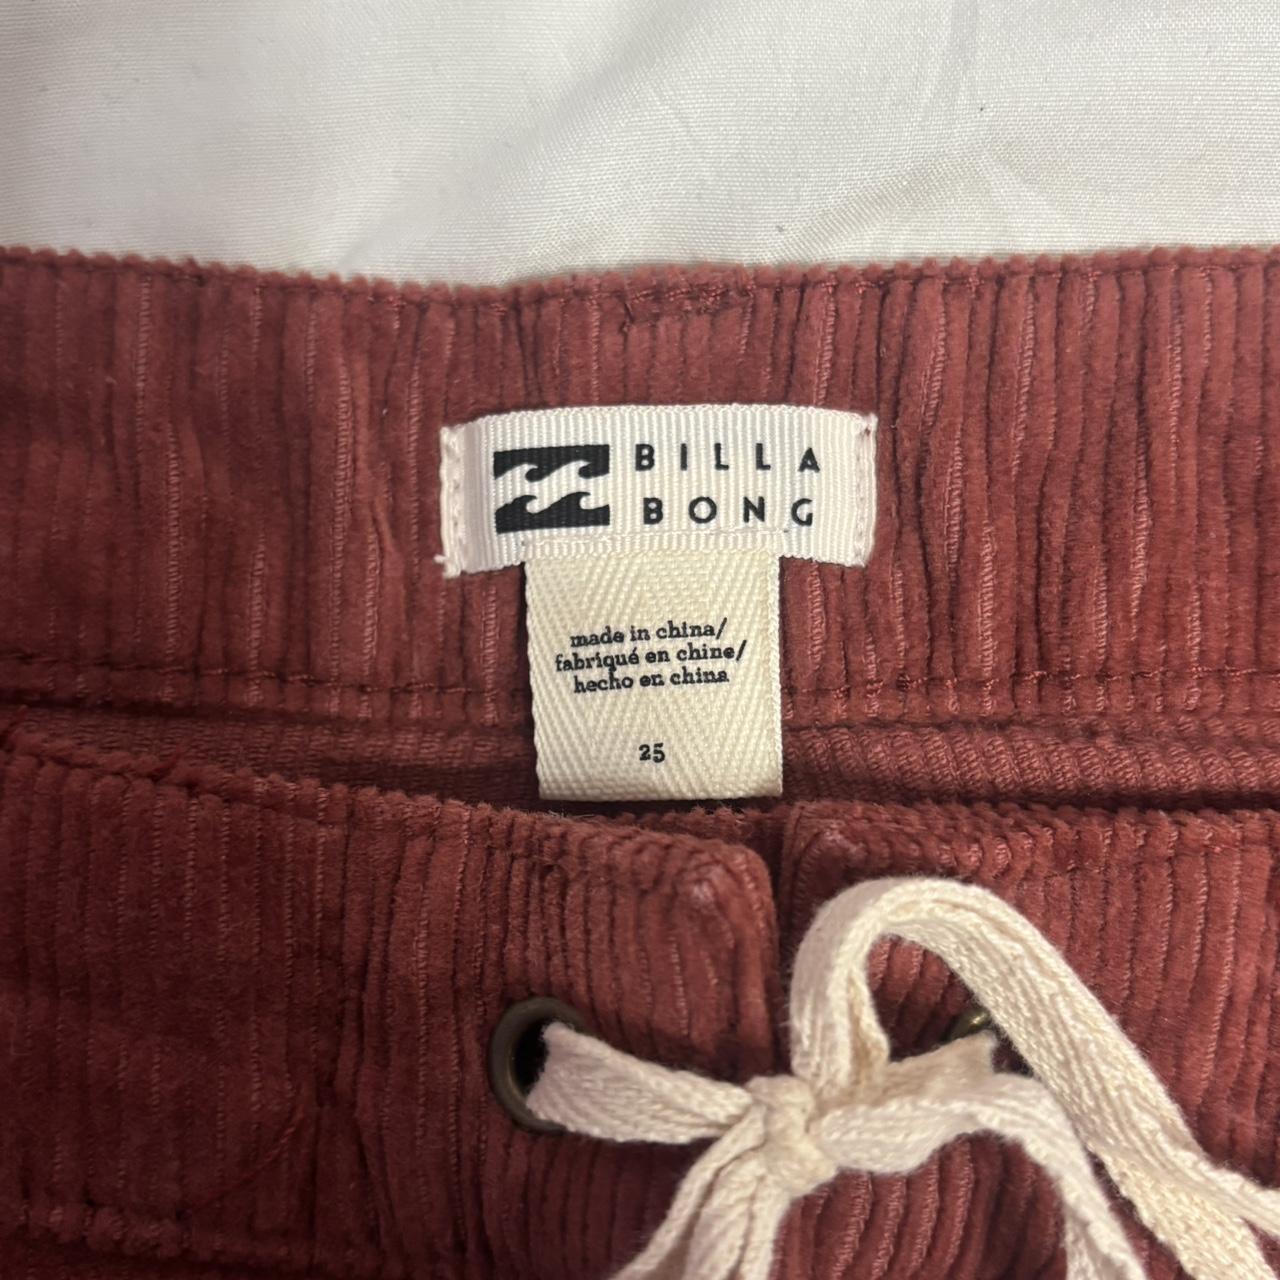 BILLA
BONG
made in china/
fabriqué en chine/
hecho en china
25